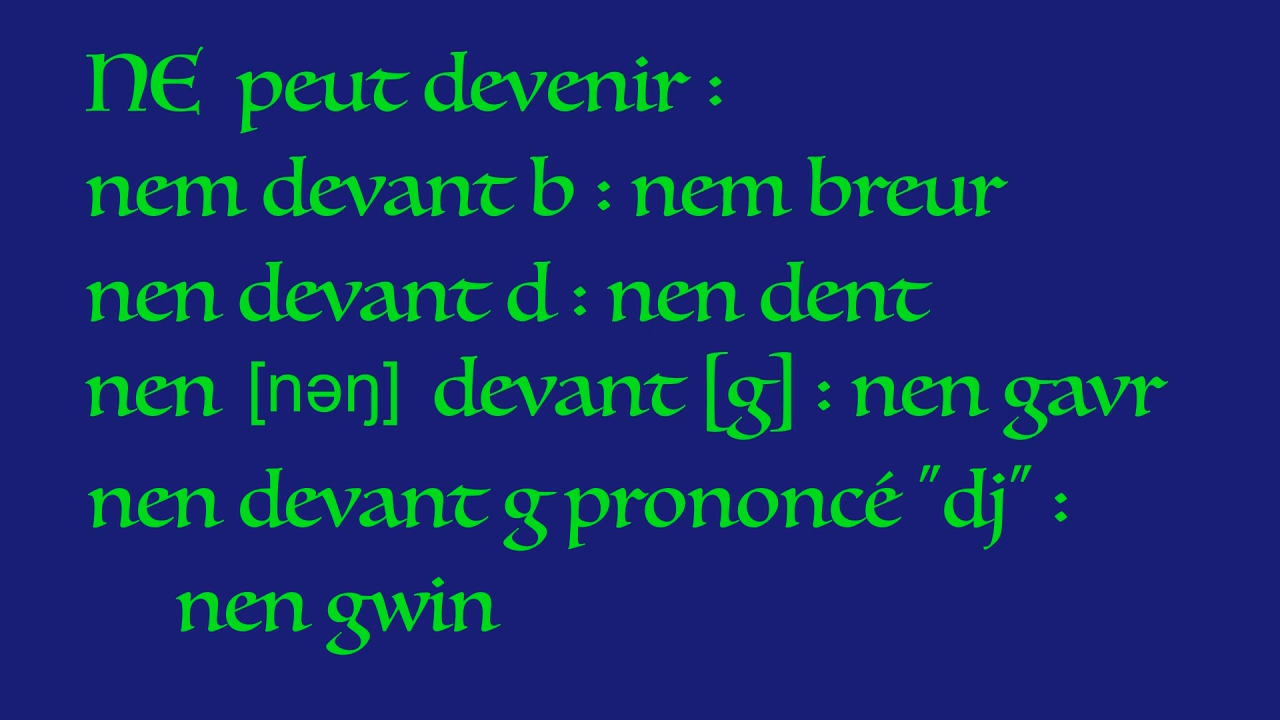 NE peut devenir :
nem devant b : nem breur
nen devant d : nen dent
nen [nəŋ] devant [g] : nen gavr
nen devant g prononcé "dj" :
nen gwin